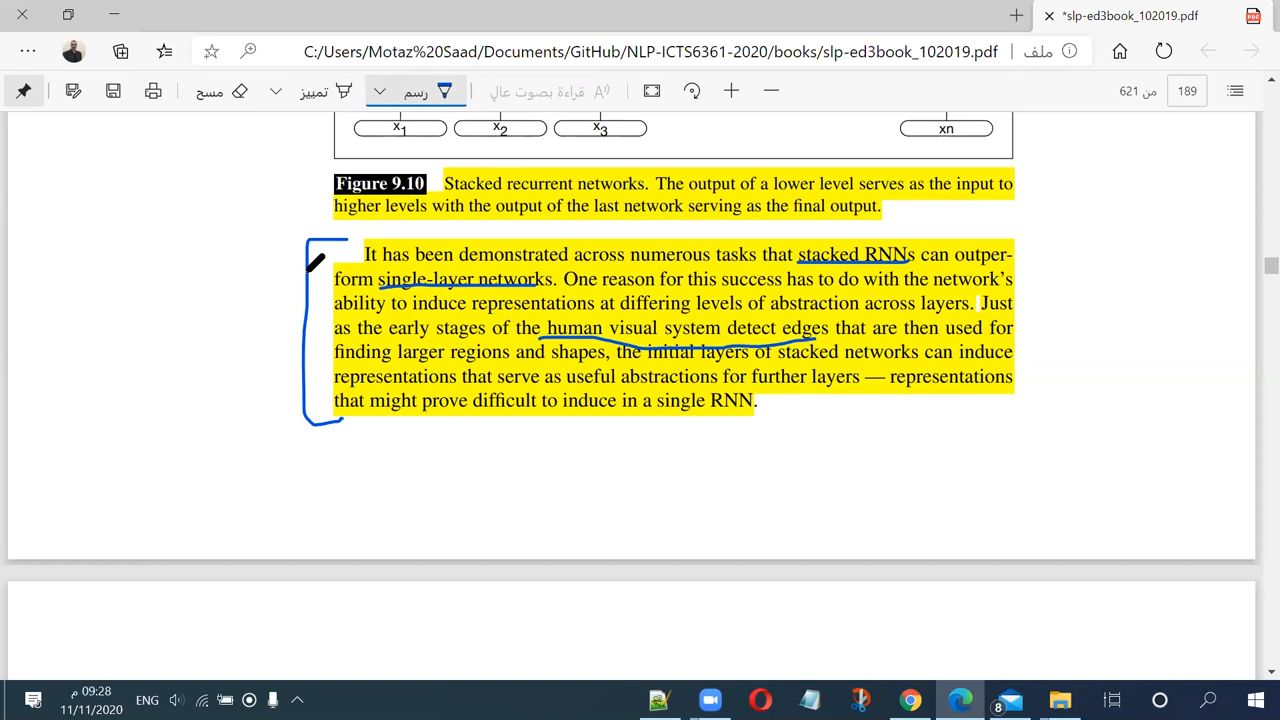 *slp-ed3book_102019.pdf
C:/Users/Motaz%20Saad/Documents/GitHub/NLP-ICTS6361-2020/books/slp-ed3book_102019.pdf
ملف
مسح
تمييز
رسم
قراءة بصوت عالٍ
من 621
189
x1 x2 x3 xn
Figure 9.10 Stacked recurrent networks. The output of a lower level serves as the input to
higher levels with the output of the last network serving as the final output.
It has been demonstrated across numerous tasks that stacked RNNs can outper-
form single-layer networks. One reason for this success has to do with the network's
ability to induce representations at differing levels of abstraction across layers. Just
as the early stages of the human visual system detect edges that are then used for
finding larger regions and shapes, the initial layers of stacked networks can induce
representations that serve as useful abstractions for further layers — representations
that might prove difficult to induce in a single RNN.
09:28 م
11/11/2020
ENG
8